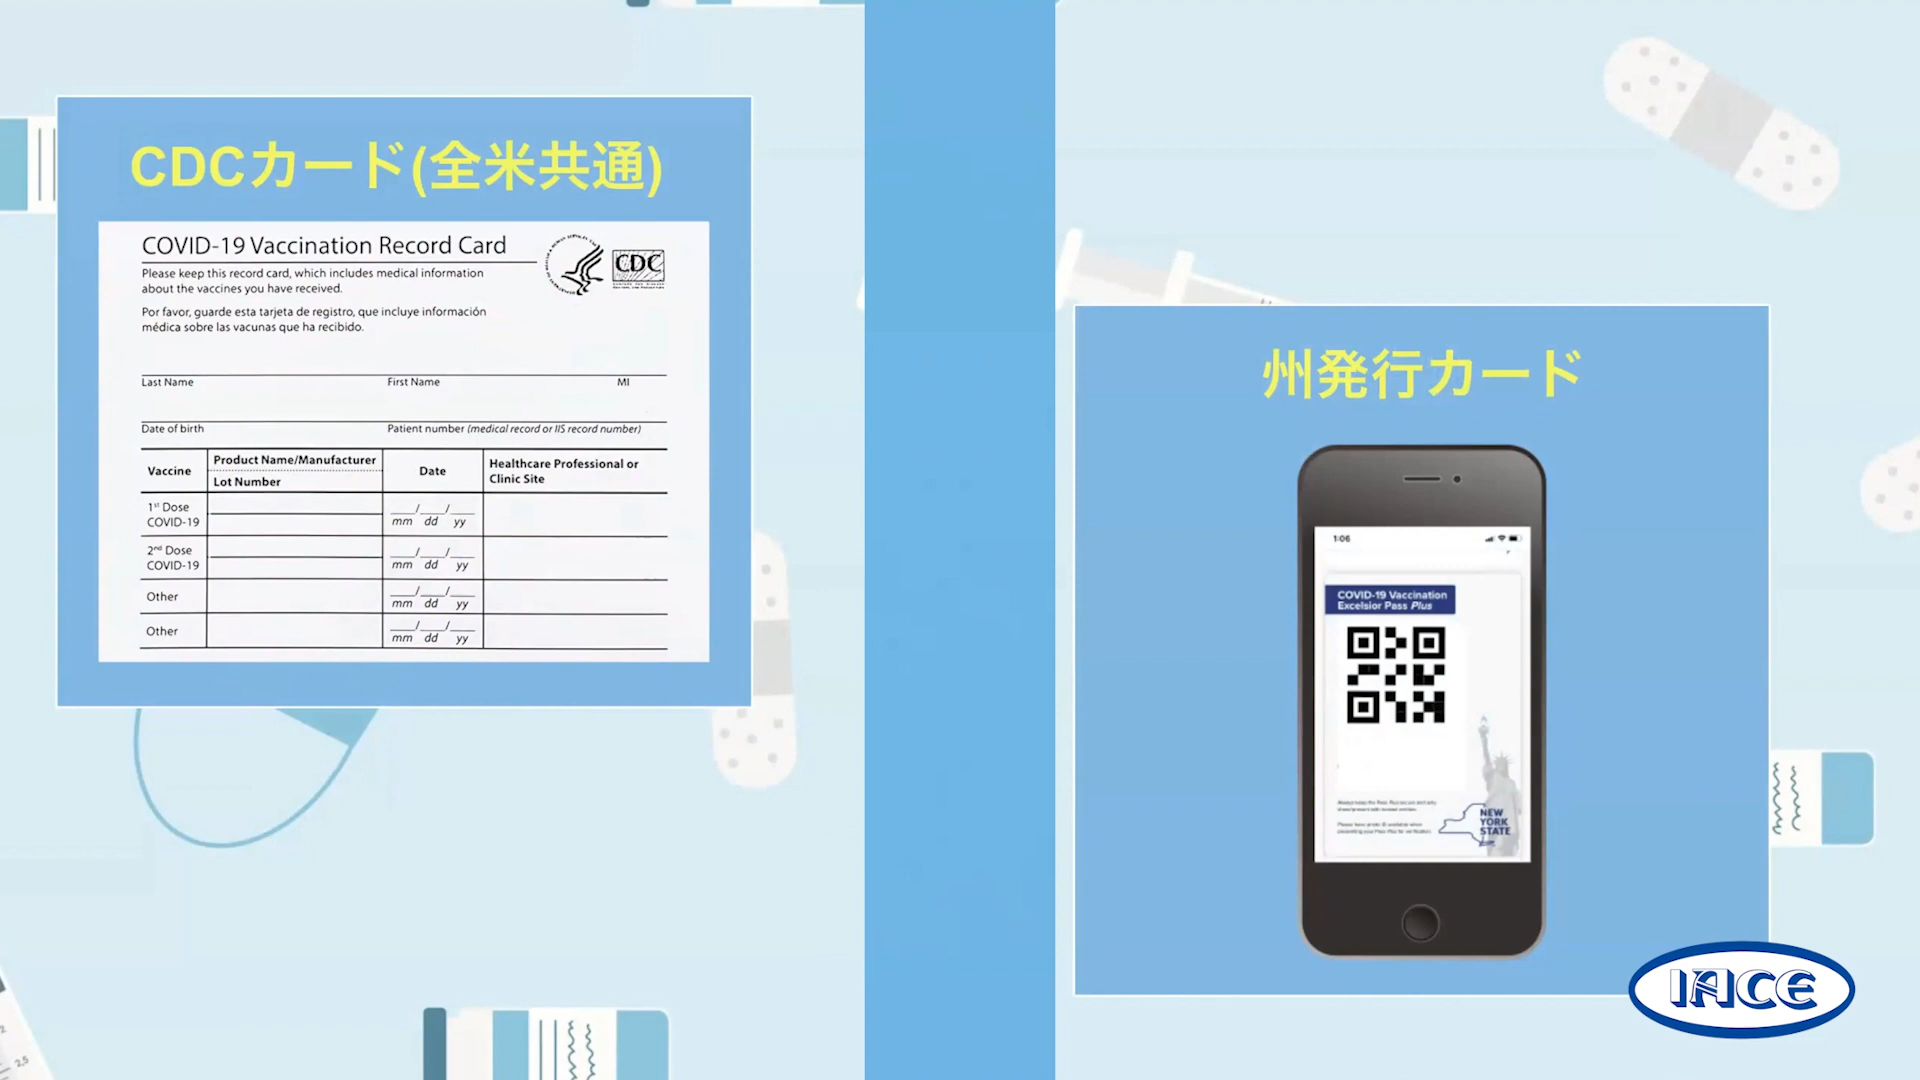 CDCカード(全米共通)
COVID-19 Vaccination Record Card
Please keep this record card, which includes medical information
about the vaccines you have received.
Por favor, guarde esta tarjeta de registro, que incluye información
médica sobre las vacunas que ha recibido.
CDC
Last Name First Name MI
Date of birth Patient number (medical record or IIS record number)
Vaccine
Product Name/Manufacturer
Lot Number
Date
Healthcare Professional or
Clinic Site
1st Dose
COVID-19
mm dd yy
2nd Dose
COVID-19
mm dd yy
Other
mm dd yy
Other
mm dd yy
州発行カード
1:06
COVID-19 Vaccination
Excelsior Pass Plus
NEW
YORK
STATE
IACE
2,5